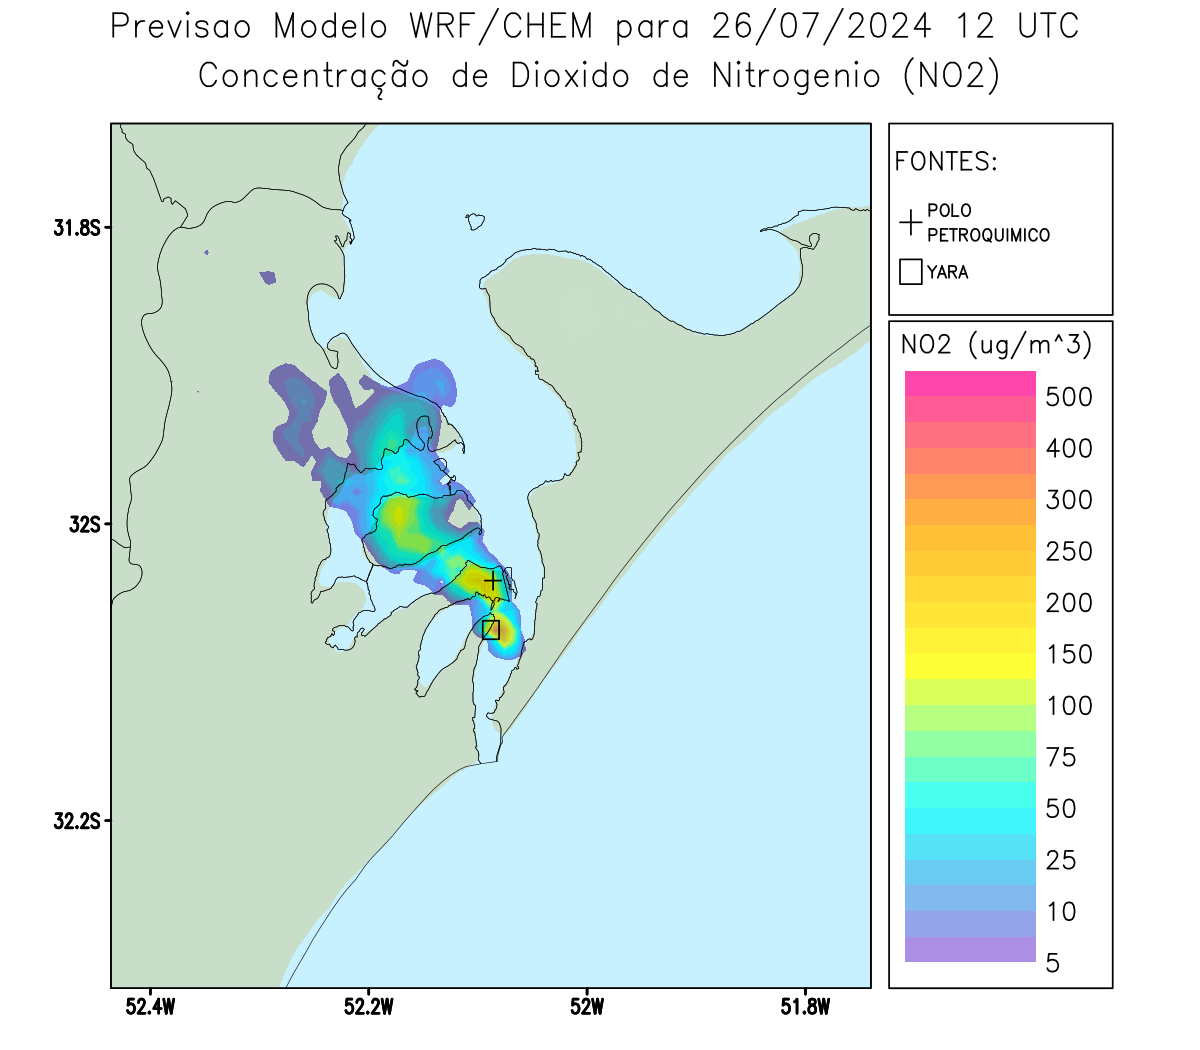 Previsao Modelo WRF/CHEM para 26/07/2024 12 UTC
Concentração de Dioxido de Nitrogenio (NO2)
FONTES:
POLO
PETROQUIMICO
YARA
NO2 (ug/m^3)
500
400
300
250
200
150
100
75
50
25
10
5
31.8S
32S
32.2S
52.4W
52.2W
52W
51.8W